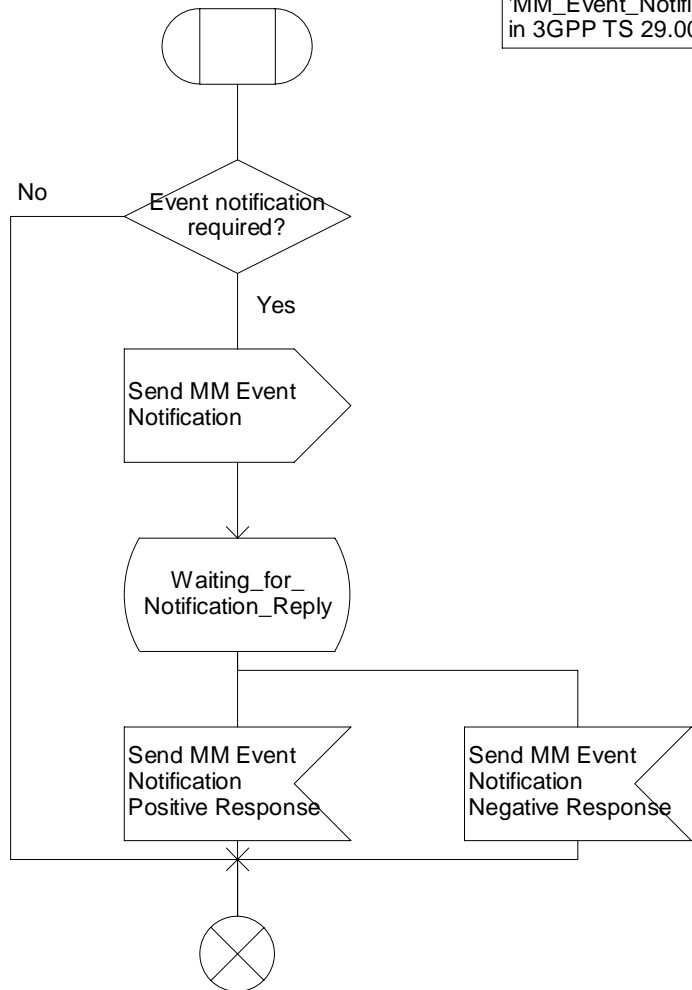 'MM_Event_Notifi
in 3GPP TS 29.00
No
Event notification
required?
Yes
Send MM Event
Notification
Waiting_for_
Notification_Reply
Send MM Event
Notification
Positive Response
Send MM Event
Notification
Negative Response